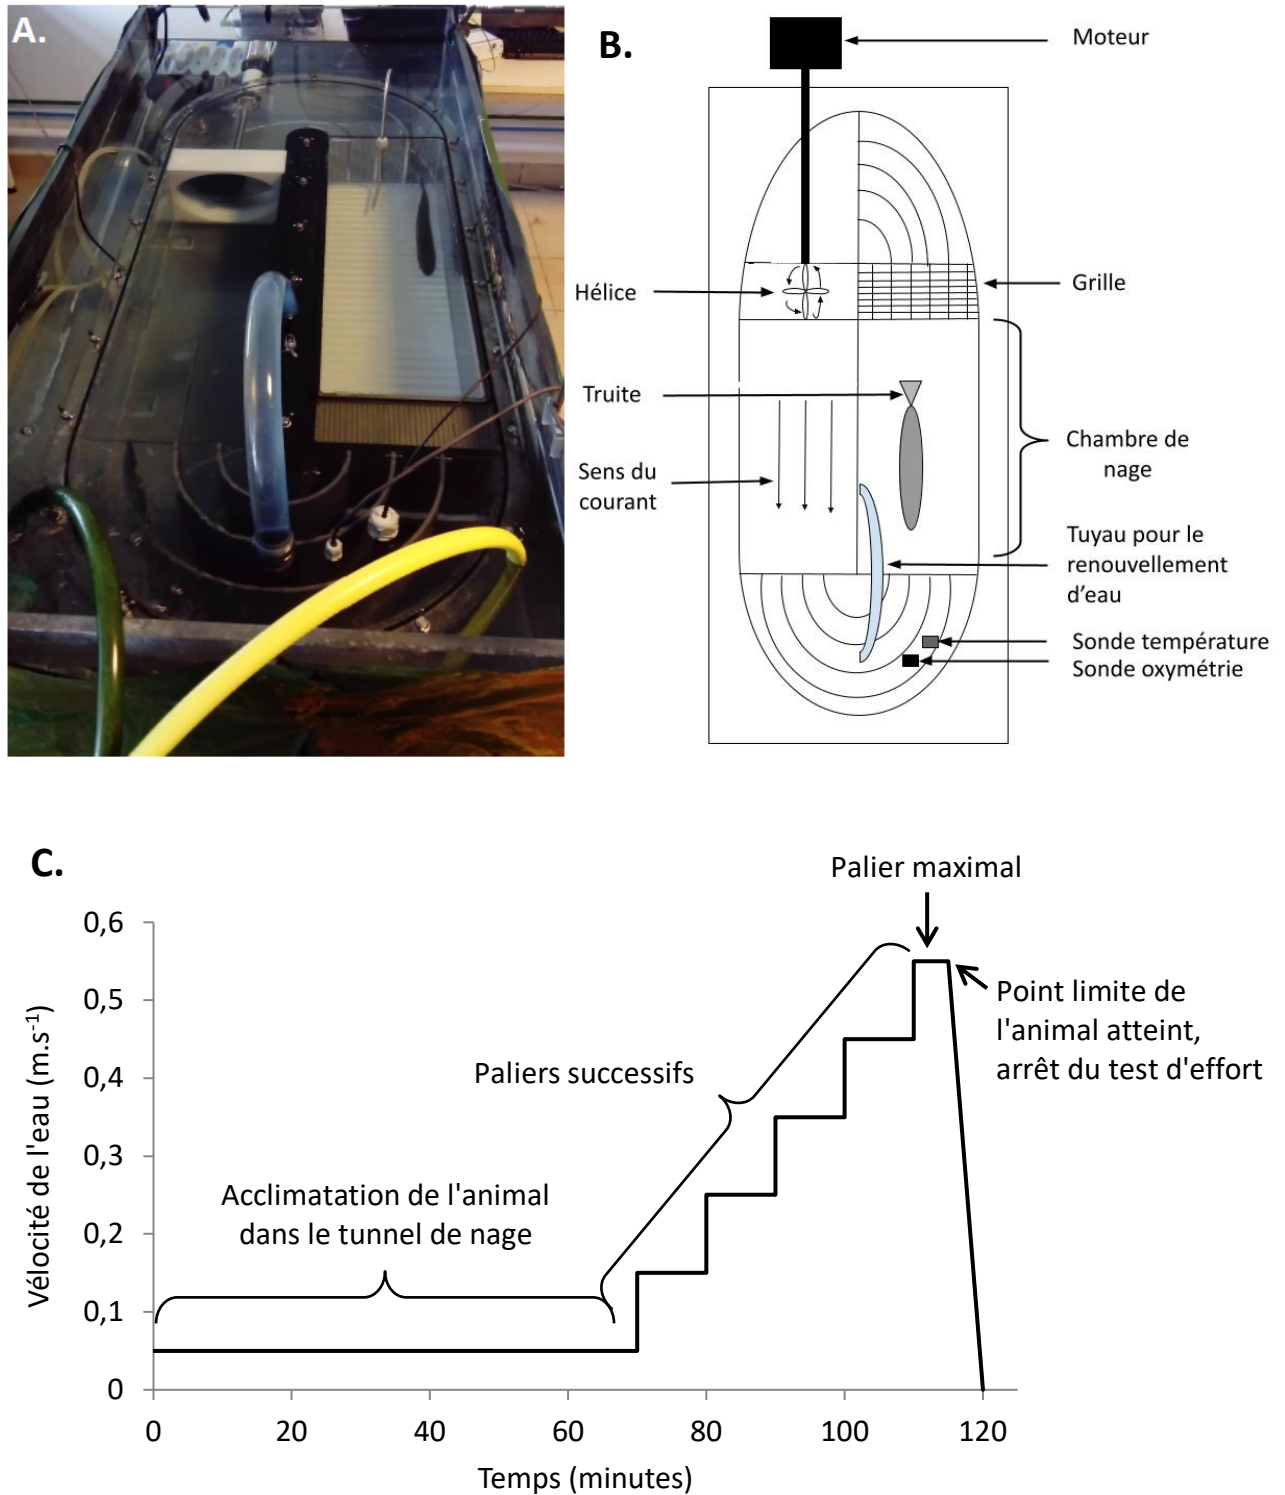 A.
B.
Moteur
Hélice
Grille
Truite
Chambre de
nage
Sens du
courant
Tuyau pour le
renouvellement
d'eau
Sonde température
Sonde oxymétrie
C.
Palier maximal
Point limite de
l'animal atteint,
arrêt du test d'effort
Paliers successifs
Acclimatation de l'animal
dans le tunnel de nage
Vélocité de l'eau (m.s⁻¹)
0,6
0,5
0,4
0,3
0,2
0,1
0
0 20 40 60 80 100 120
Temps (minutes)